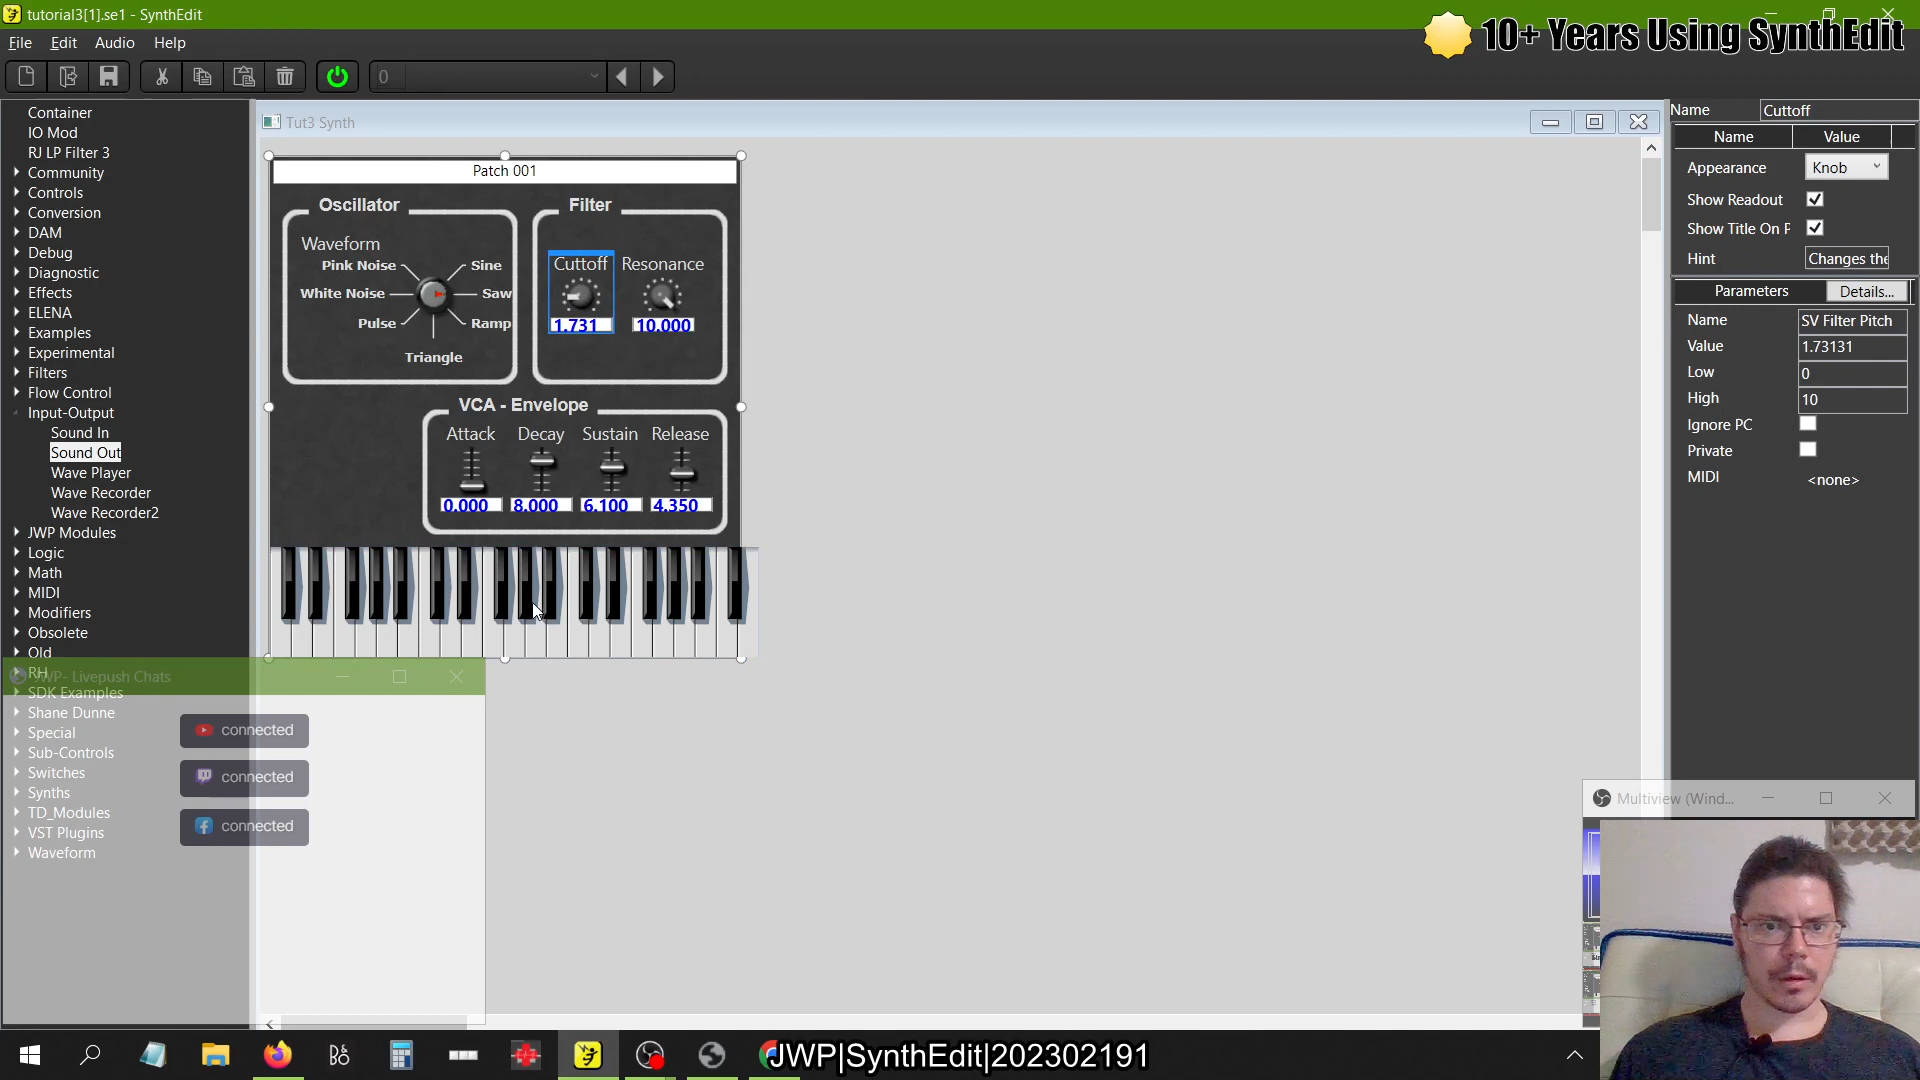 tutorial3[1].se1 - SynthEdit
10+ Years Using SynthEdit
File Edit Audio Help
0
Container
IO Mod
RJ LP Filter 3
Community
Controls
Conversion
DAM
Debug
Diagnostic
Effects
ELENA
Examples
Experimental
Filters
Flow Control
Input-Output
Sound In
Sound Out
Wave Player
Wave Recorder
Wave Recorder2
JWP Modules
Logic
Math
MIDI
Modifiers
Obsolete
Old
RH
SDK Examples
Shane Dunne
Special
Sub-Controls
Switches
Synths
TD_Modules
VST Plugins
Waveform
Tut3 Synth
Patch 001
Oscillator
Waveform
Pink Noise
Sine
White Noise
Saw
Pulse
Ramp
Triangle
Filter
Cuttoff Resonance
1.731 10.000
VCA - Envelope
Attack Decay Sustain Release
0.000 8.000 6.100 4.350
Name Cuttoff
Name Value
Appearance Knob
Show Readout
Show Title On P
Hint Changes the
Parameters Details...
Name SV Filter Pitch
Value 1.73131
Low 0
High 10
Ignore PC
Private
MIDI <none>
JWP- Livepush Chats
connected
connected
connected
Multiview (Wind...
JWP|SynthEdit|202302191